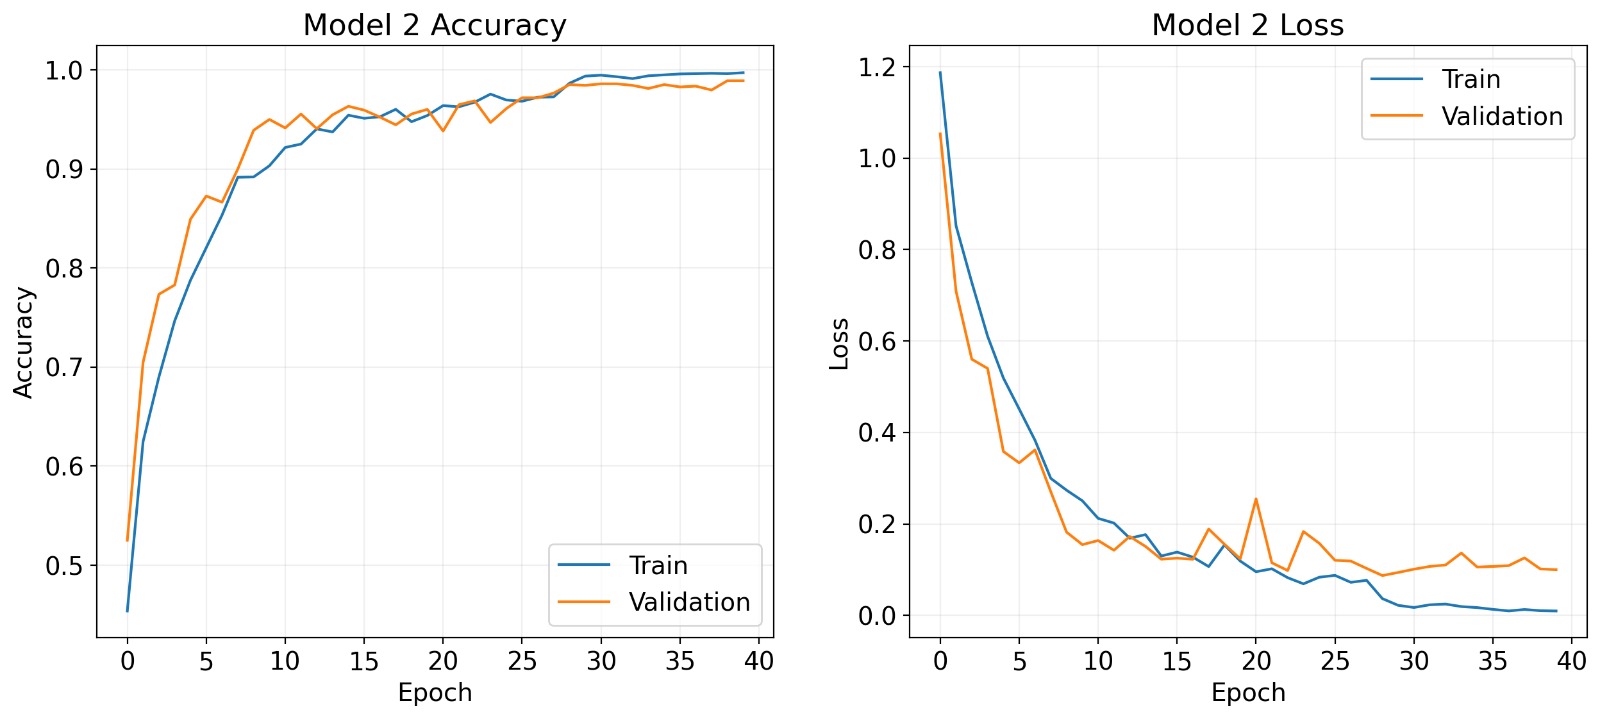 Model 2 Accuracy
1.0
0.9
0.8
0.7
0.6
0.5
Accuracy
0 5 10 15 20 25 30 35 40
Epoch
Train
Validation
Model 2 Loss
1.2
1.0
0.8
0.6
0.4
0.2
0.0
Loss
0 5 10 15 20 25 30 35 40
Epoch
Train
Validation